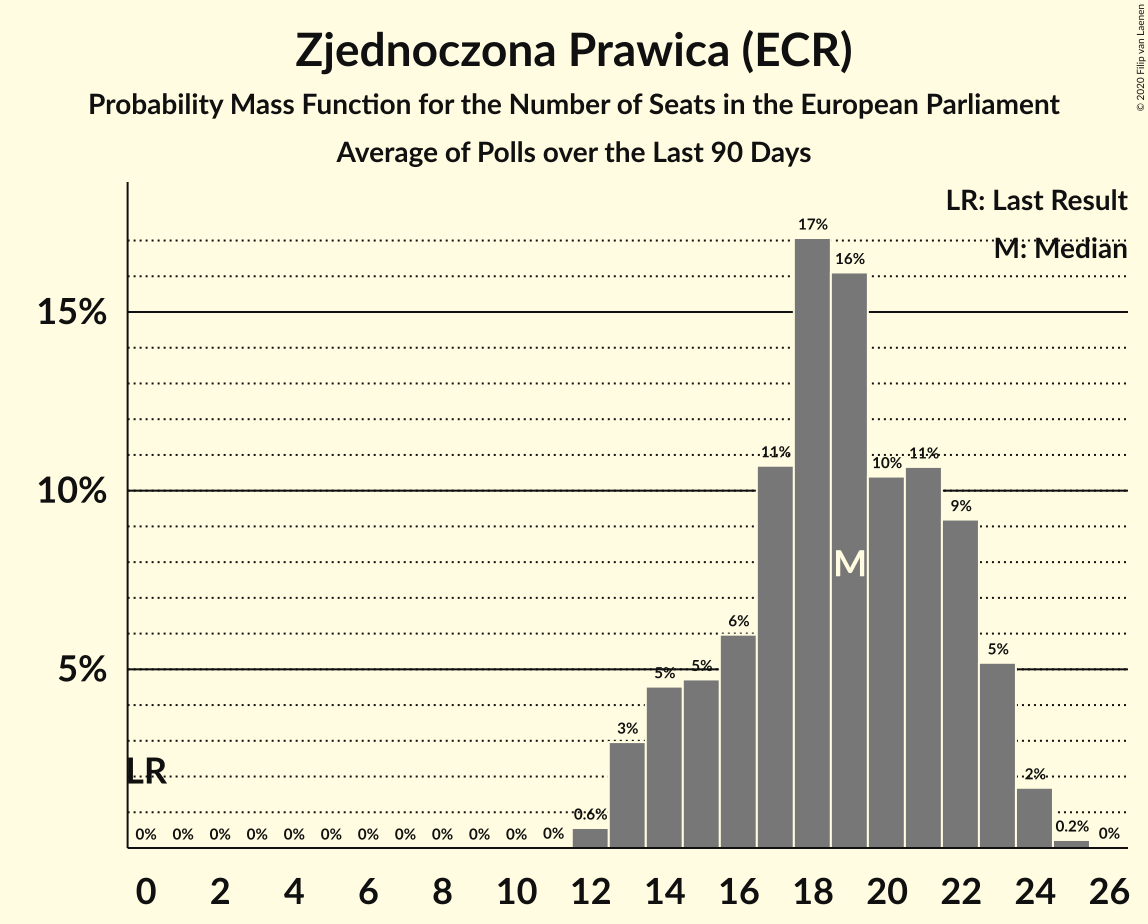 Zjednoczona Prawica (ECR)
Probability Mass Function for the Number of Seats in the European Parliament
Average of Polls over the Last 90 Days
© 2020 Filip van Laenen
LR: Last Result
M: Median
17%
16%
15%
11%
10%
11%
10%
9%
M
6%
5%
5%
5%
5%
3%
LR
2%
0.6%
0.2%
0% 0% 0% 0% 0% 0% 0% 0% 0% 0% 0% 0% 0%
0 2 4 6 8 10 12 14 16 18 20 22 24 26